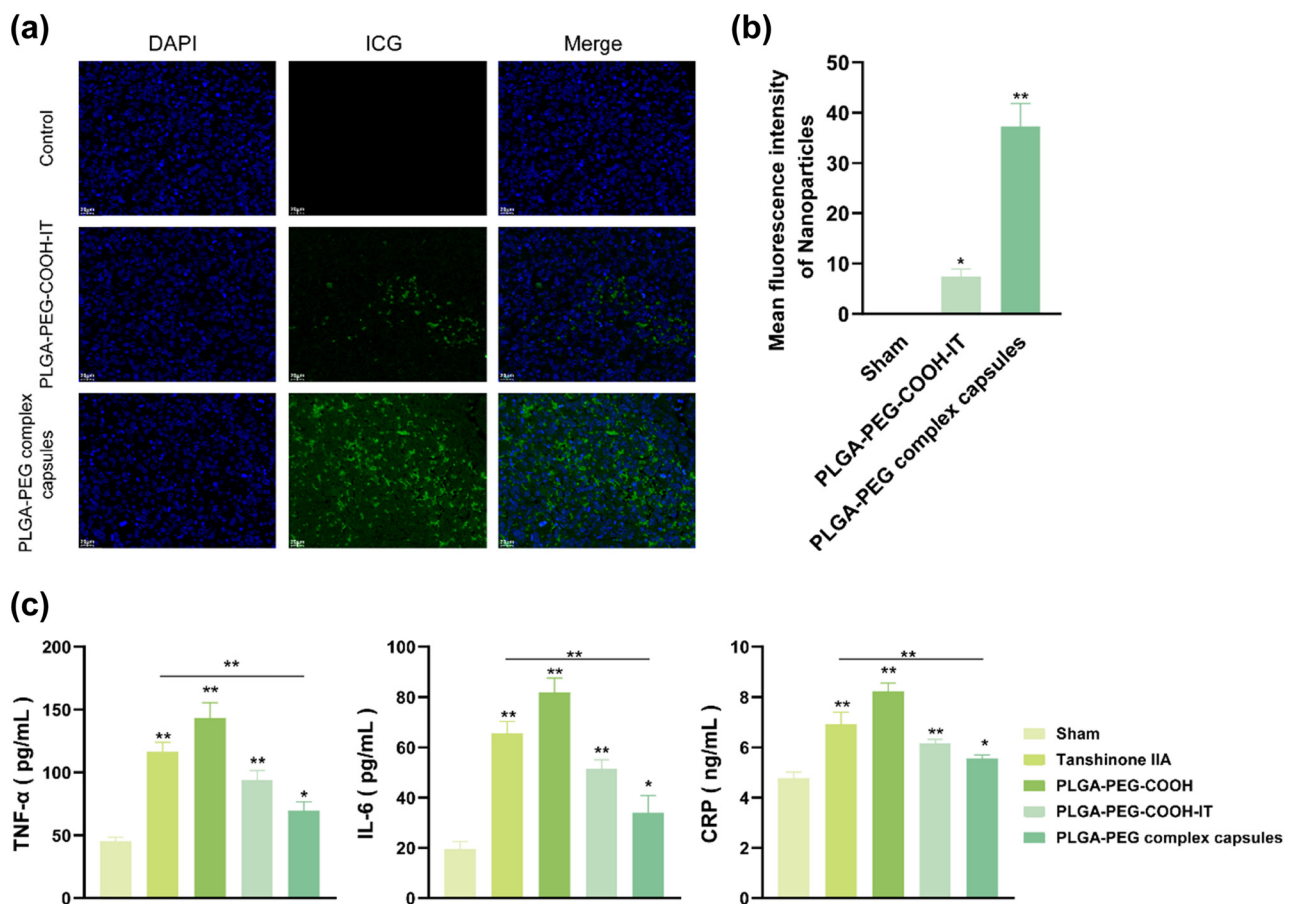 (a)
DAPI ICG Merge
Control
PLGA-PEG-COOH-IT
PLGA-PEG complex
capsules
(b)
Mean fluorescence intensity
of Nanoparticles
50
40
30
20
10
0
**
*
Sham
PLGA-PEG-COOH-IT
PLGA-PEG complex capsules
(c)
TNF-α ( pg/mL )
200
150
100
50
0
**
**
**
**
*
IL-6 ( pg/mL )
100
80
60
40
20
0
**
**
**
**
*
CRP ( ng/mL )
10
8
6
4
2
0
**
**
**
**
*
Sham
Tanshinone IIA
PLGA-PEG-COOH
PLGA-PEG-COOH-IT
PLGA-PEG complex capsules